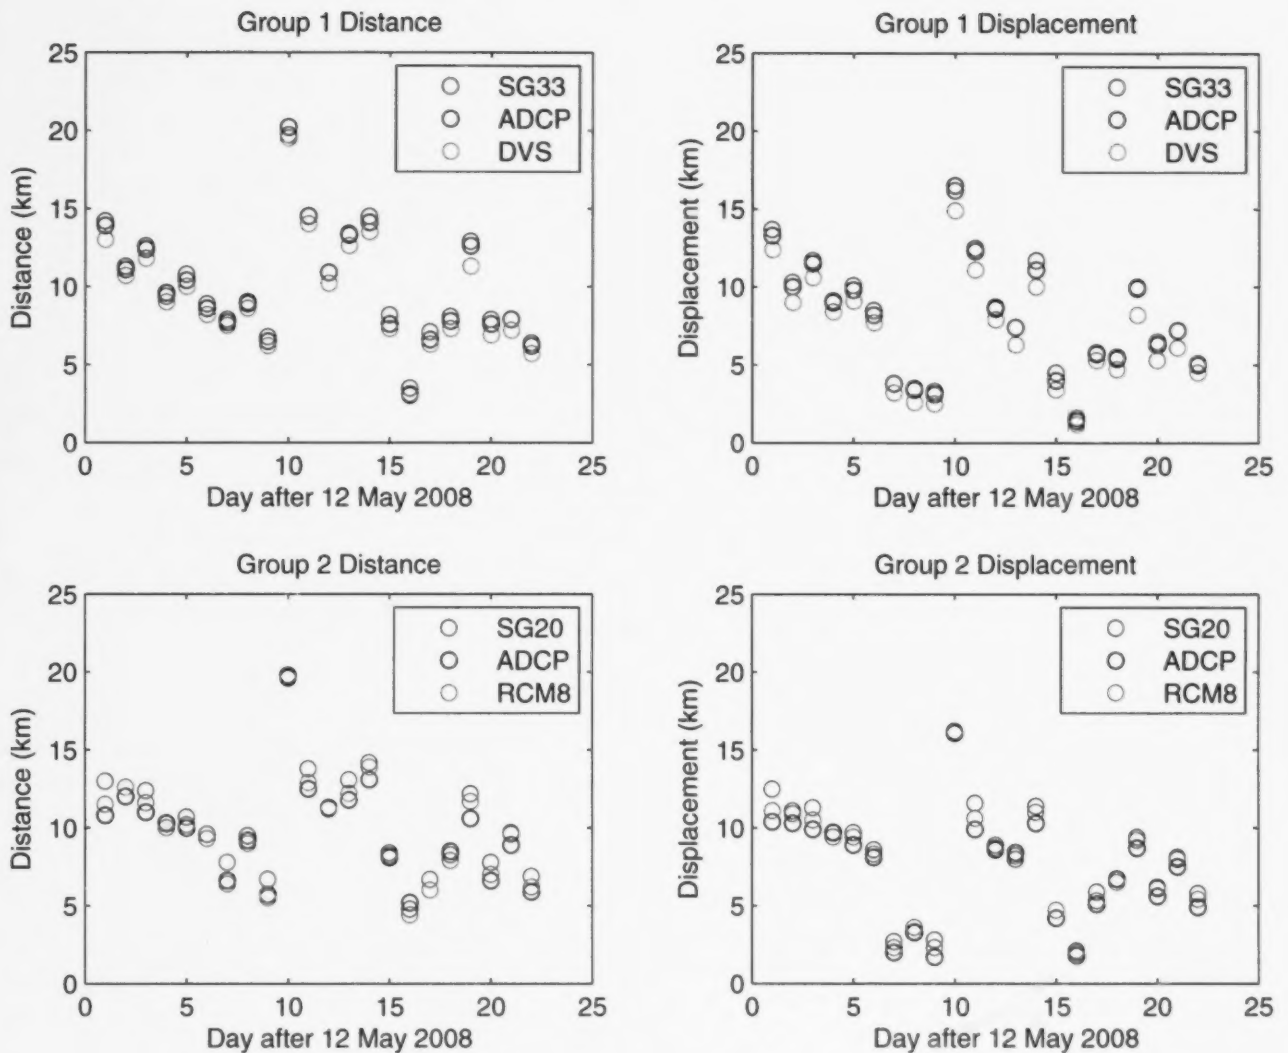 Group 1 Distance
25
20
15
10
5
0
Distance (km)
SG33
ADCP
DVS
0 5 10 15 20 25
Day after 12 May 2008
Group 1 Displacement
25
20
15
10
5
0
Displacement (km)
SG33
ADCP
DVS
0 5 10 15 20 25
Day after 12 May 2008
Group 2 Distance
25
20
15
10
5
0
Distance (km)
SG20
ADCP
RCM8
0 5 10 15 20 25
Day after 12 May 2008
Group 2 Displacement
25
20
15
10
5
0
Displacement (km)
SG20
ADCP
RCM8
0 5 10 15 20 25
Day after 12 May 2008